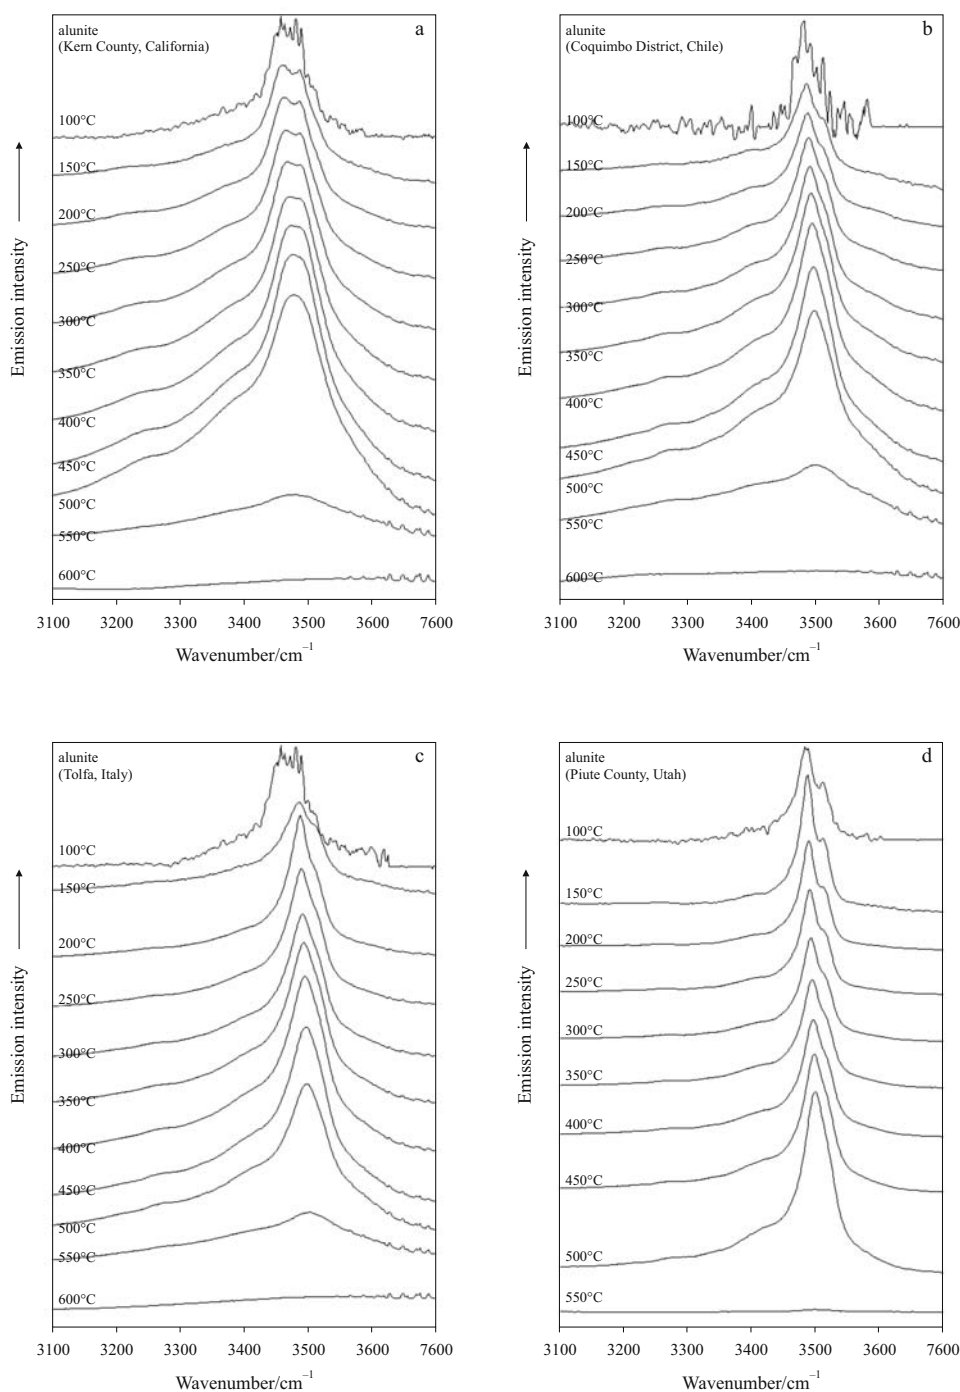 alunite
(Kern County, California)
a
100°C
150°C
200°C
250°C
300°C
350°C
400°C
450°C
500°C
550°C
600°C
Emission intensity
3100 3200 3300 3400 3500 3600 7600
Wavenumber/cm⁻¹
alunite
(Coquimbo District, Chile)
b
100°C
150°C
200°C
250°C
300°C
350°C
400°C
450°C
500°C
550°C
600°C
Emission intensity
3100 3200 3300 3400 3500 3600 7600
Wavenumber/cm⁻¹
alunite
(Tolfa, Italy)
c
100°C
150°C
200°C
250°C
300°C
350°C
400°C
450°C
500°C
550°C
600°C
Emission intensity
3100 3200 3300 3400 3500 3600 7600
Wavenumber/cm⁻¹
alunite
(Piute County, Utah)
d
100°C
150°C
200°C
250°C
300°C
350°C
400°C
450°C
500°C
550°C
Emission intensity
3100 3200 3300 3400 3500 3600 7600
Wavenumber/cm⁻¹